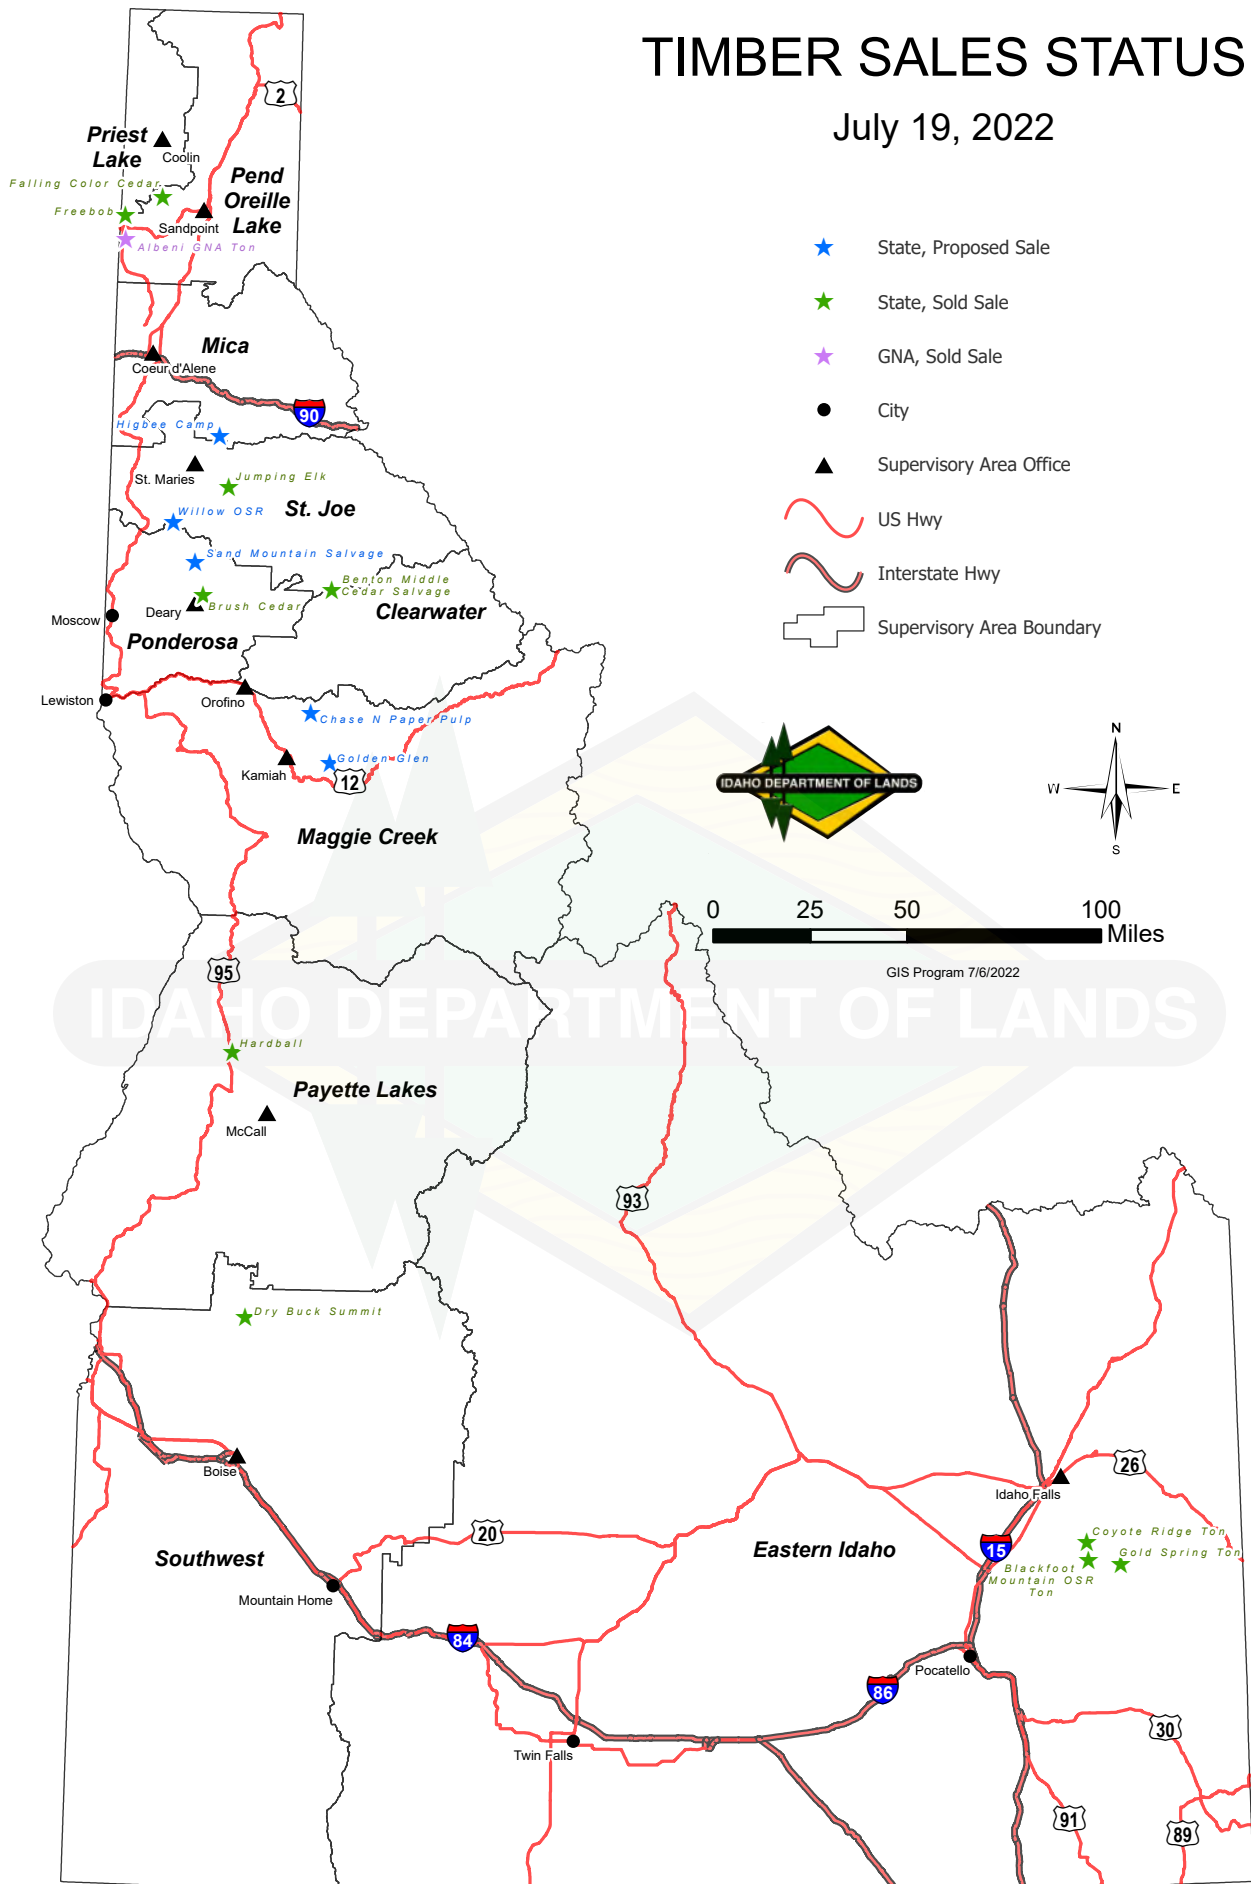 TIMBER SALES STATUS
July 19, 2022
2
Priest
Lake
Coolin
Pend
Oreille
Lake
Falling Color Cedar
Freebob
Sandpoint
Albeni GNA Ton
State, Proposed Sale
State, Sold Sale
GNA, Sold Sale
City
Supervisory Area Office
US Hwy
Interstate Hwy
Supervisory Area Boundary
Mica
Coeur d'Alene
90
Higbee Camp
St. Maries
Jumping Elk
St. Joe
Willow OSR
Sand Mountain Salvage
Benton Middle
Cedar Salvage
Brush Cedar
Deary
Clearwater
Moscow
Ponderosa
Lewiston
Orofino
Chase N Paper Pulp
Golden Glen
Kamiah
12
Maggie Creek
IDAHO DEPARTMENT OF LANDS
N
W
E
S
0 25 50 100
Miles
GIS Program 7/6/2022
95
IDAHO DEPARTMENT OF LANDS
Hardball
Payette Lakes
McCall
93
Dry Buck Summit
Boise
26
Idaho Falls
20
15
Coyote Ridge Ton
Gold Spring Ton
Blackfoot
Mountain OSR
Ton
Southwest
Eastern Idaho
Mountain Home
84
Pocatello
86
Twin Falls
30
91
89